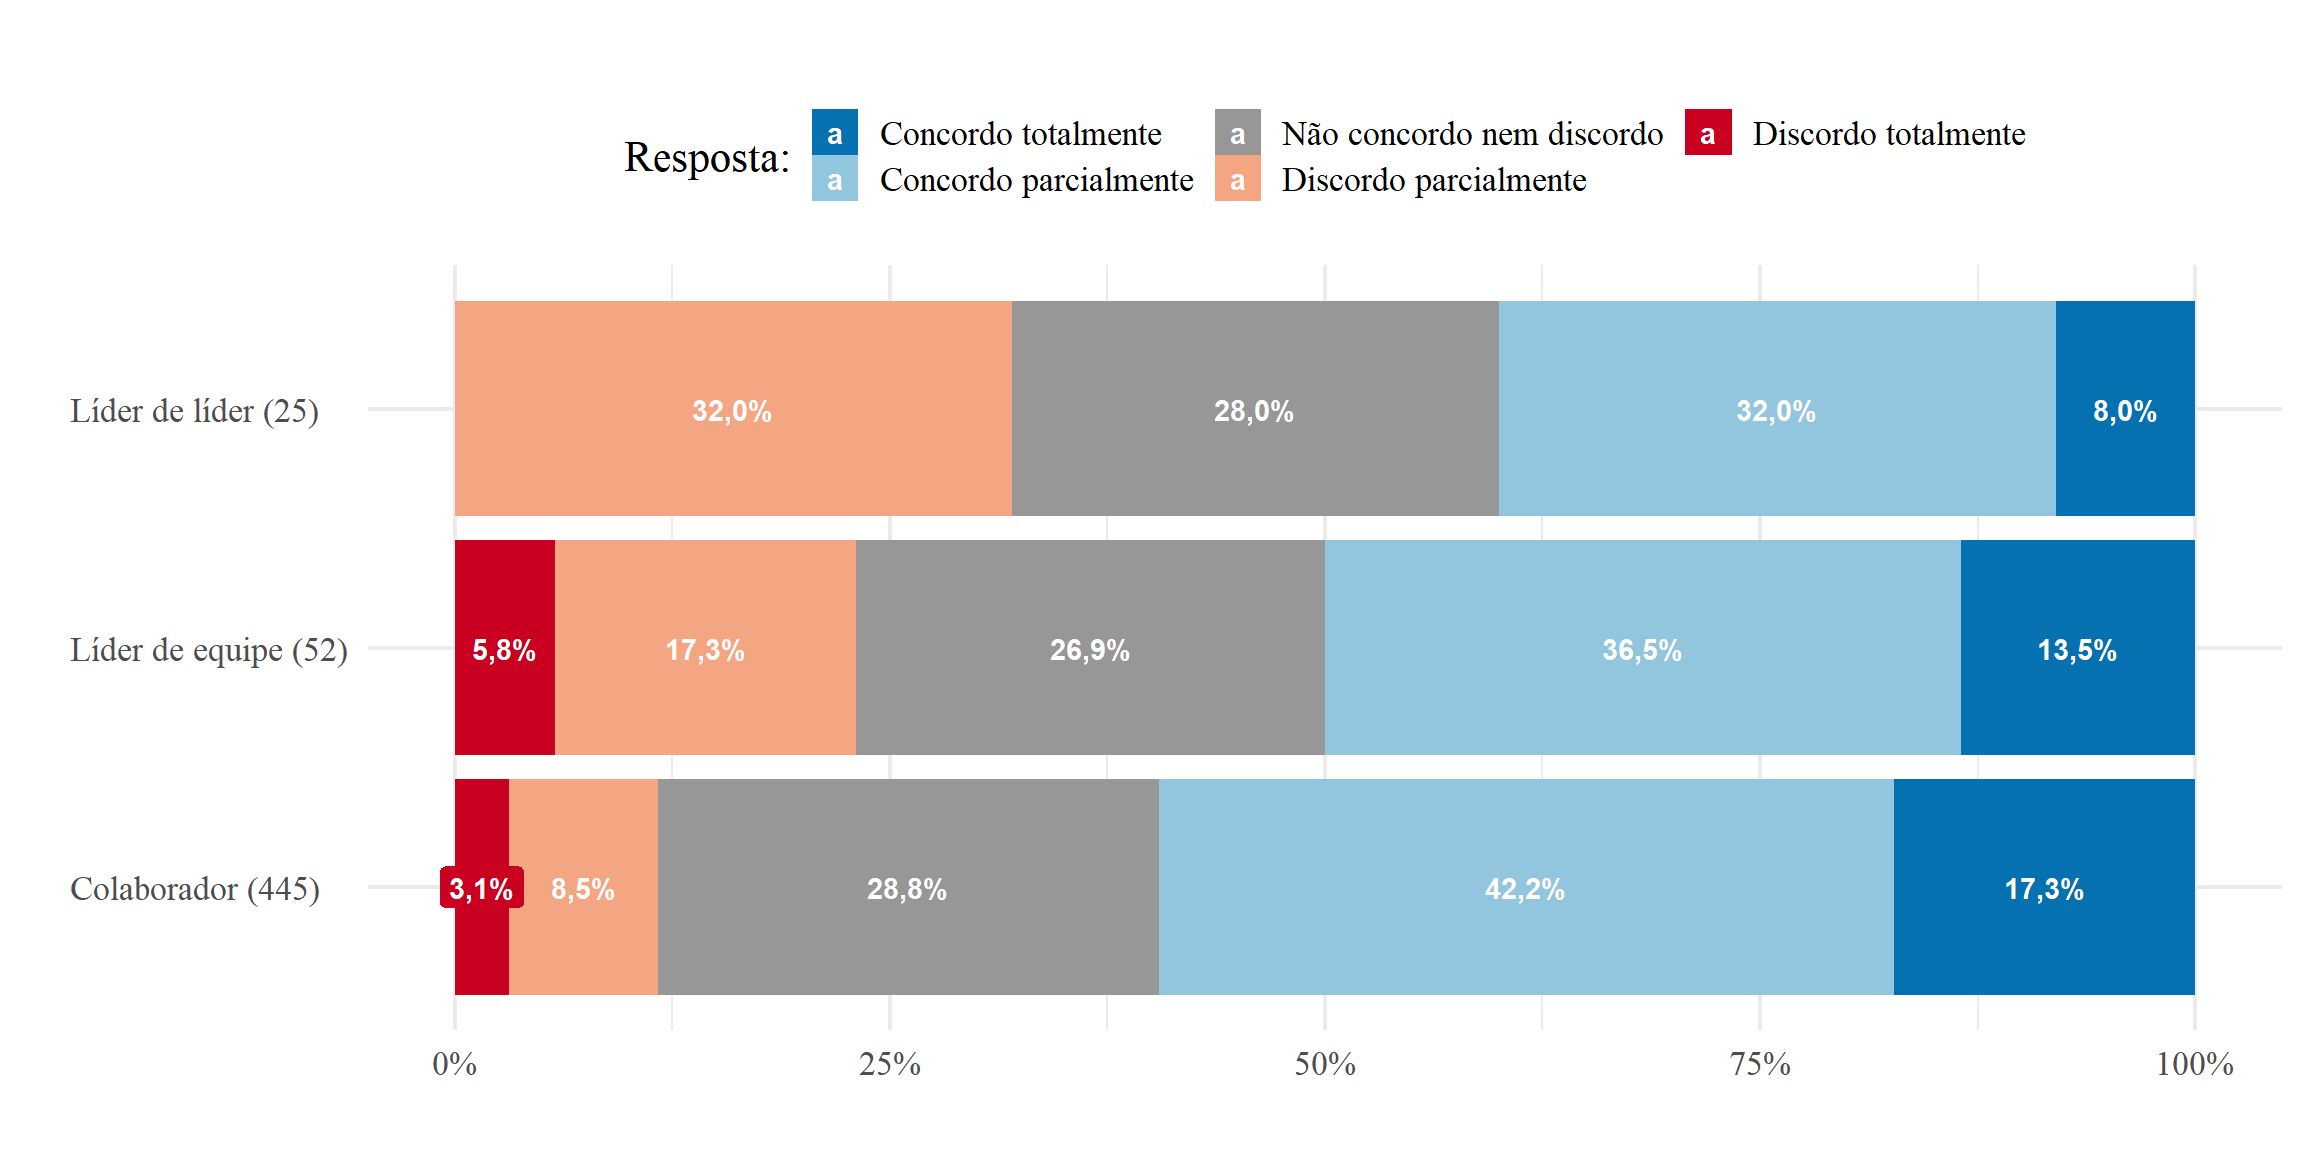 Resposta:
a Concordo totalmente a Não concordo nem discordo a Discordo totalmente
a Concordo parcialmente a Discordo parcialmente
Líder de líder (25) 32,0% 28,0% 32,0% 8,0%
Líder de equipe (52) 5,8% 17,3% 26,9% 36,5% 13,5%
Colaborador (445) 3,1% 8,5% 28,8% 42,2% 17,3%
0% 25% 50% 75% 100%